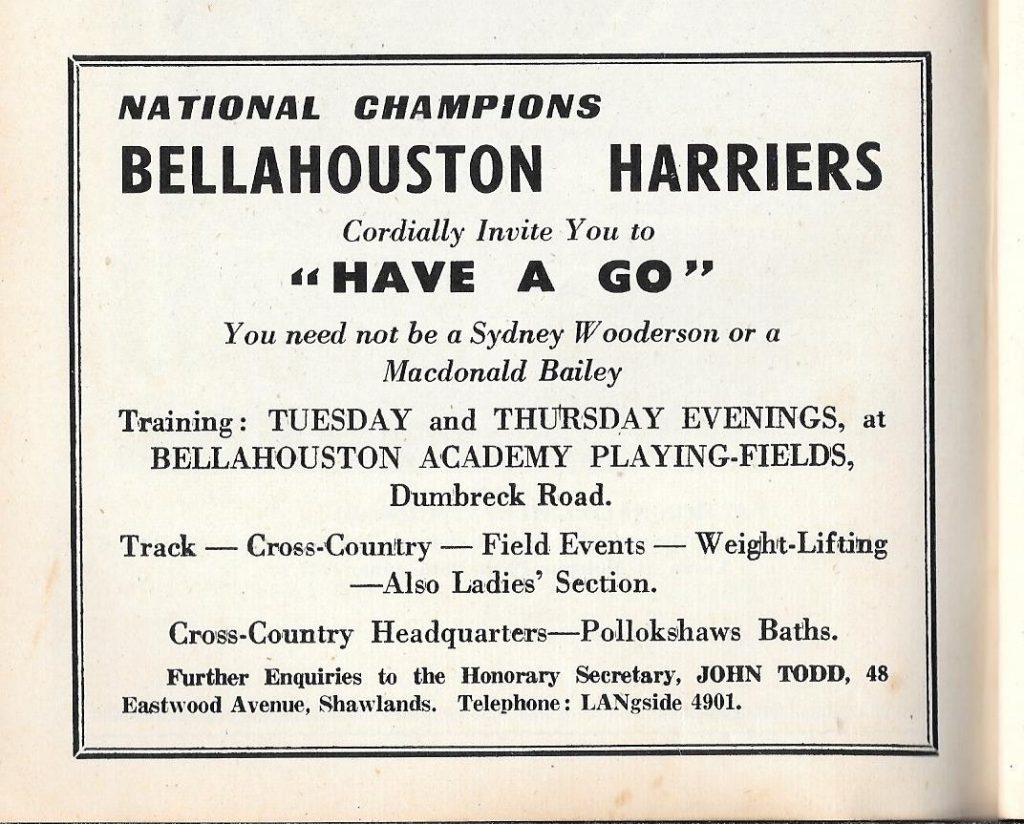 NATIONAL CHAMPIONS
BELLAHOUSTON HARRIERS
Cordially Invite You to
“HAVE A GO”
You need not be a Sydney Wooderson or a
Macdonald Bailey
Training: TUESDAY and THURSDAY EVENINGS, at
BELLAHOUSTON ACADEMY PLAYING-FIELDS,
Dumbreck Road.
Track — Cross-Country — Field Events — Weight-Lifting
—Also Ladies’ Section.
Cross-Country Headquarters—Pollokshaws Baths.
Further Enquiries to the Honorary Secretary, JOHN TODD, 48
Eastwood Avenue, Shawlands. Telephone: LANgside 4901.